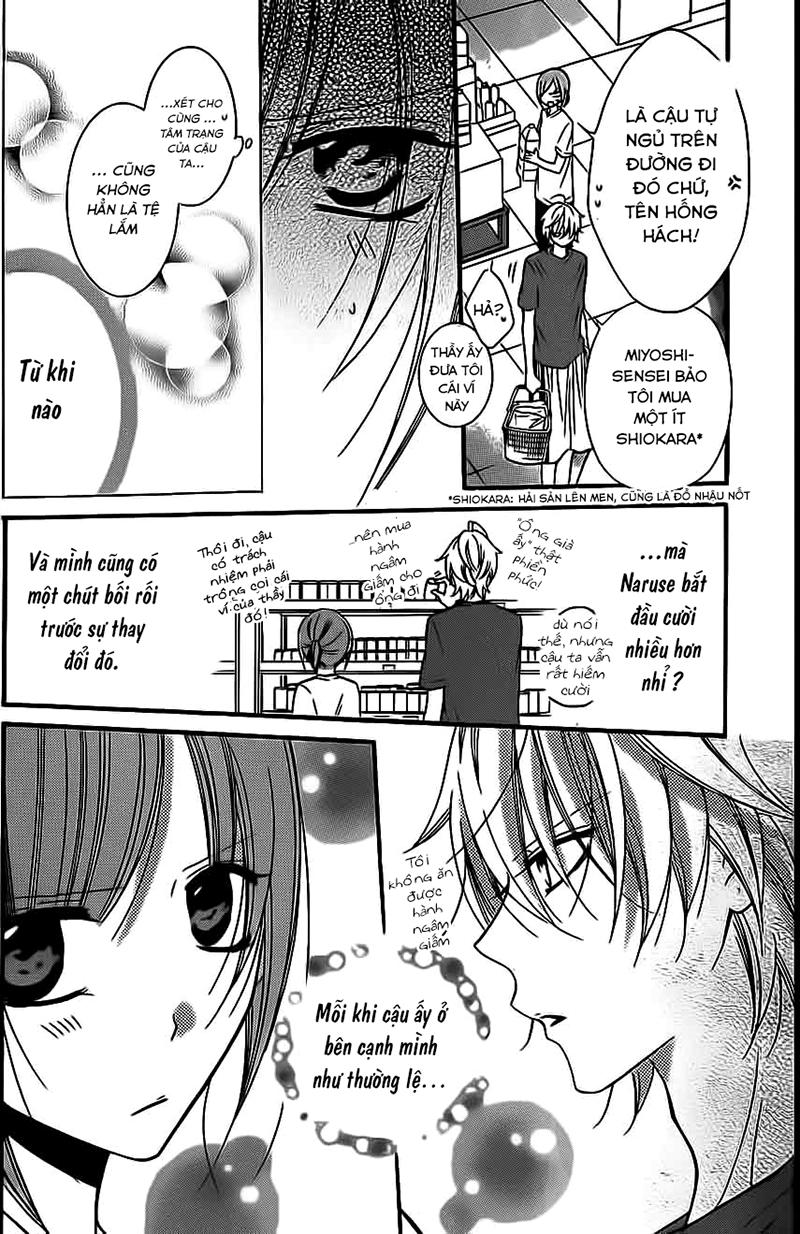 LÀ CẬU TỰ
NGỦ TRÊN
ĐƯỜNG ĐI
ĐÓ CHỨ,
TÊN HỐNG
HÁCH!
HẢ?
MIYOSHI-
SENSEI BẢO
TÔI MUA
MỘT ÍT
SHIOKARA*
THẦY ẤY
ĐƯA TÔI
CÁI VÍ
NÀY
*SHIOKARA: HẢI SẢN LÊN MEN, CŨNG LÀ ĐỒ NHẬU NỐT
...XÉT CHO
CÙNG ...
TÂM TRẠNG
CỦA CẬU
TA...
... CŨNG
KHÔNG
HẲN LÀ TỆ
LẮM
Từ khi
nào
...mà
Naruse bắt
đầu cười
nhiều hơn
nhỉ ?
dù nói
thế, nhưng
cậu ta vẫn
rất hiếm
cười
"Ông già
ấy" thật
phiền
phức!
...nên mua
hành
ngâm
giấm cho
ổng đi
Thôi đi, cậu
có trách
nhiệm phải
trông coi cái
ví của thầy
đó!
Và mình cũng có
một chút bối rối
trước sự thay
đổi đó.
Tôi
không ăn
được
hành
ngâm
giấm
Mỗi khi cậu ấy ở
bên cạnh mình
như thường lệ...